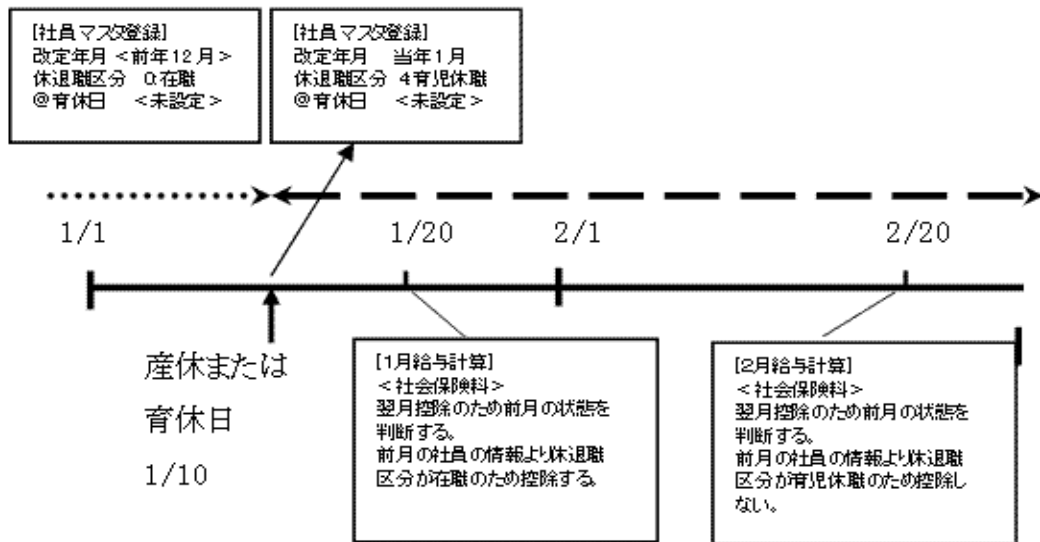 [社員マスタ登録]
改定年月 <前年12月>
休退職区分 0:在職
@育休日 <未設定>
[社員マスタ登録]
改定年月 当年1月
休退職区分 4育児休職
@育休日 <未設定>
1/1
1/20
2/1
2/20
産休または
育休日
1/10
[1月給与計算]
<社会保険料>
翌月控除のため前月の状態を
判断する。
前月の社員の情報より休退職
区分が在職のため控除する。
[2月給与計算]
<社会保険料>
翌月控除のため前月の状態を
判断する。
前月の社員の情報より休退職
区分が育児休職のため控除し
ない。